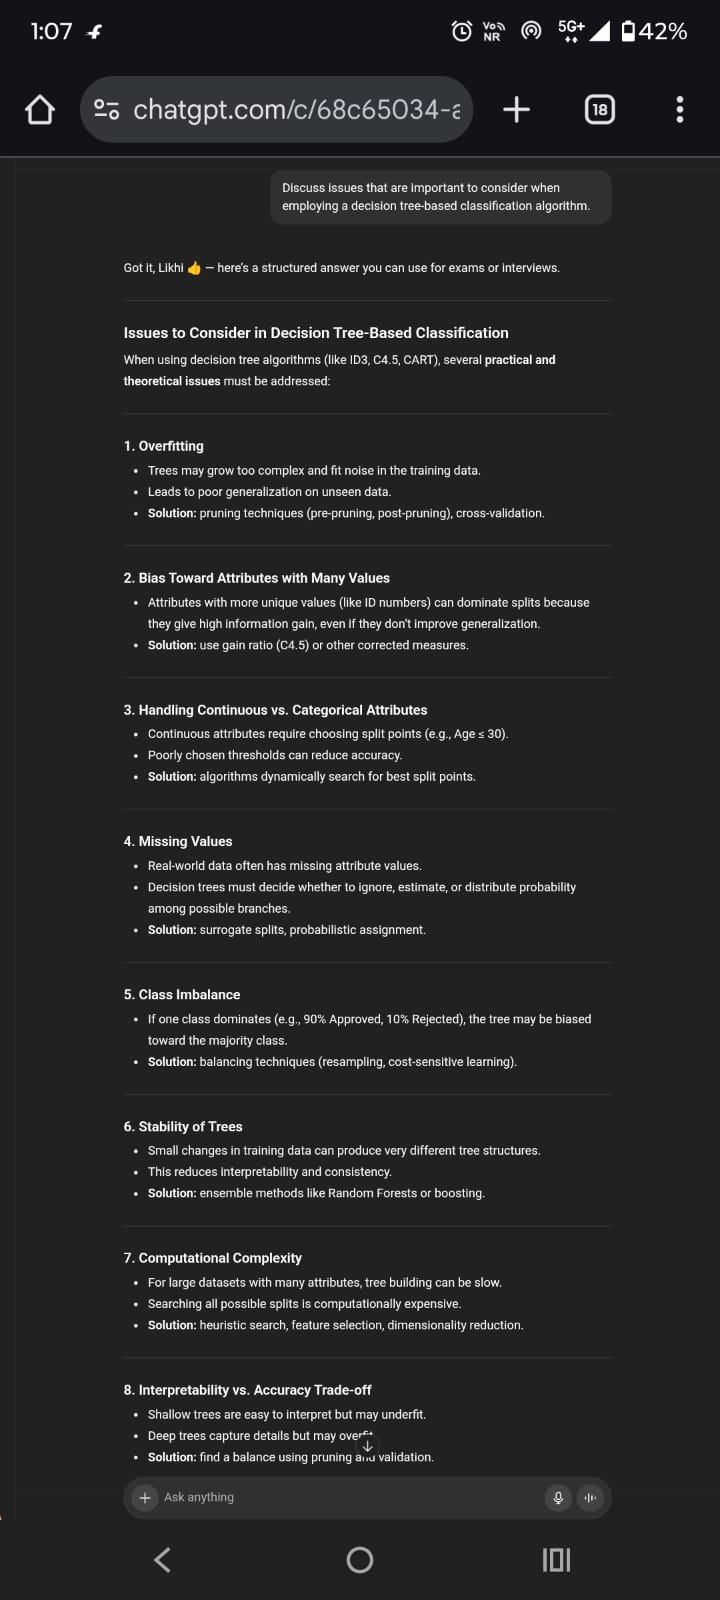 1:07
Vo
NR
5G+
42%
chatgpt.com/c/68c65034-a
18
Discuss issues that are important to consider when
employing a decision tree-based classification algorithm.
Got it, Likhi 👍 — here's a structured answer you can use for exams or interviews.
Issues to Consider in Decision Tree-Based Classification
When using decision tree algorithms (like ID3, C4.5, CART), several practical and
theoretical issues must be addressed:
1. Overfitting
• Trees may grow too complex and fit noise in the training data.
• Leads to poor generalization on unseen data.
• Solution: pruning techniques (pre-pruning, post-pruning), cross-validation.
2. Bias Toward Attributes with Many Values
• Attributes with more unique values (like ID numbers) can dominate splits because
they give high information gain, even if they don't improve generalization.
• Solution: use gain ratio (C4.5) or other corrected measures.
3. Handling Continuous vs. Categorical Attributes
• Continuous attributes require choosing split points (e.g., Age ≤ 30).
• Poorly chosen thresholds can reduce accuracy.
• Solution: algorithms dynamically search for best split points.
4. Missing Values
• Real-world data often has missing attribute values.
• Decision trees must decide whether to ignore, estimate, or distribute probability
among possible branches.
• Solution: surrogate splits, probabilistic assignment.
5. Class Imbalance
• If one class dominates (e.g., 90% Approved, 10% Rejected), the tree may be biased
toward the majority class.
• Solution: balancing techniques (resampling, cost-sensitive learning).
6. Stability of Trees
• Small changes in training data can produce very different tree structures.
• This reduces interpretability and consistency.
• Solution: ensemble methods like Random Forests or boosting.
7. Computational Complexity
• For large datasets with many attributes, tree building can be slow.
• Searching all possible splits is computationally expensive.
• Solution: heuristic search, feature selection, dimensionality reduction.
8. Interpretability vs. Accuracy Trade-off
• Shallow trees are easy to interpret but may underfit.
• Deep trees capture details but may overfit.
• Solution: find a balance using pruning and validation.
Ask anything